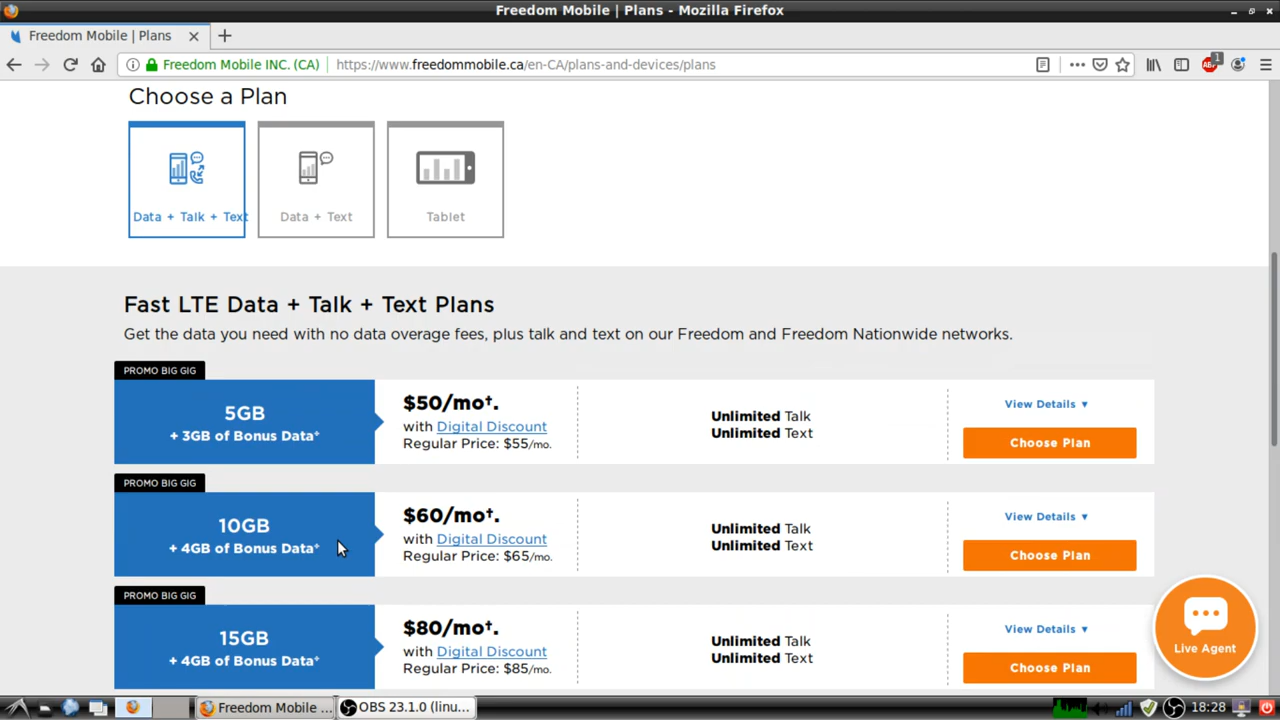 Freedom Mobile | Plans - Mozilla Firefox
Freedom Mobile | Plans
Freedom Mobile INC. (CA) https://www.freedommobile.ca/en-CA/plans-and-devices/plans
ABP 1
Choose a Plan
Data + Talk + Text
Data + Text
Tablet
Fast LTE Data + Talk + Text Plans
Get the data you need with no data overage fees, plus talk and text on our Freedom and Freedom Nationwide networks.
PROMO BIG GIG
5GB
+ 3GB of Bonus Data◊
$50/mo†.
with Digital Discount
Regular Price: $55/mo.
Unlimited Talk
Unlimited Text
View Details ▼
Choose Plan
PROMO BIG GIG
10GB
+ 4GB of Bonus Data◊
$60/mo†.
with Digital Discount
Regular Price: $65/mo.
Unlimited Talk
Unlimited Text
View Details ▼
Choose Plan
PROMO BIG GIG
15GB
+ 4GB of Bonus Data◊
$80/mo†.
with Digital Discount
Regular Price: $85/mo.
Unlimited Talk
Unlimited Text
View Details ▼
Choose Plan
Live Agent
Freedom Mobile ...
OBS 23.1.0 (linu...
18:28